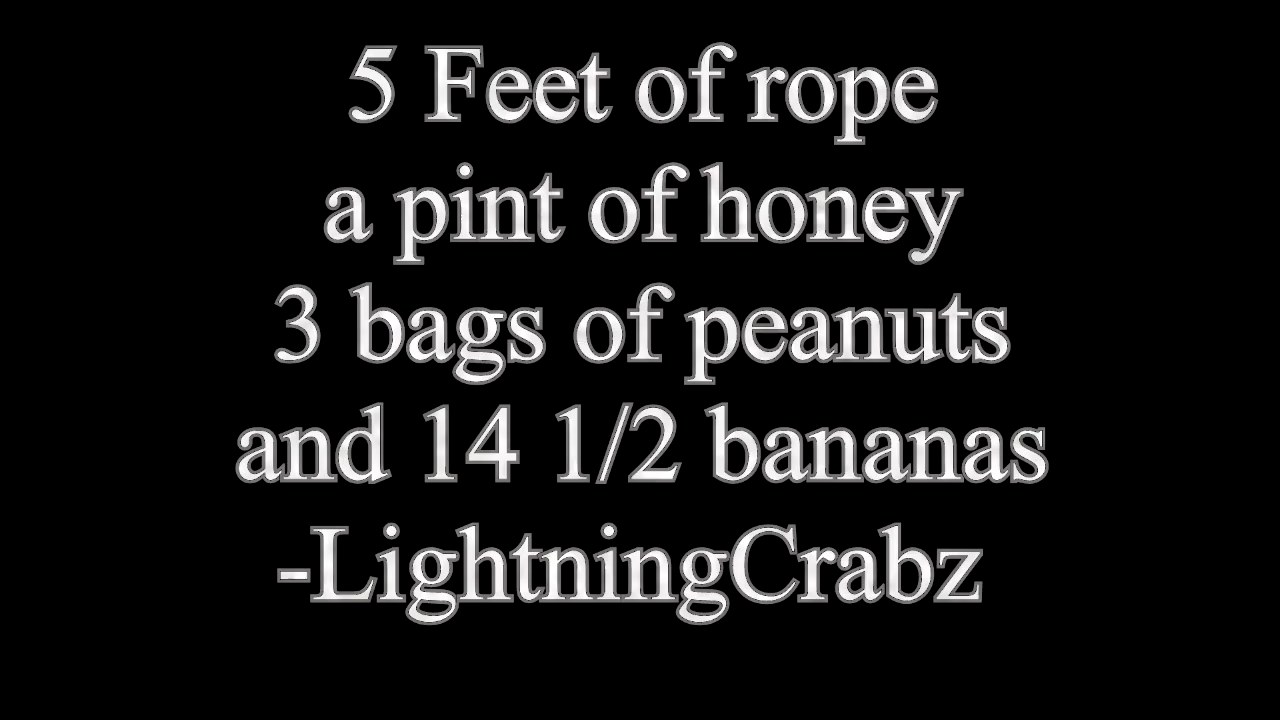 5 Feet of rope
a pint of honey
3 bags of peanuts
and 14 1/2 bananas
-LightningCrabz